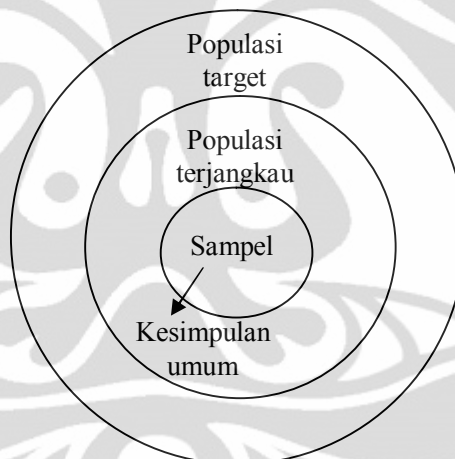 Populasi
target
Populasi
terjangkau
Sampel
Kesimpulan
umum